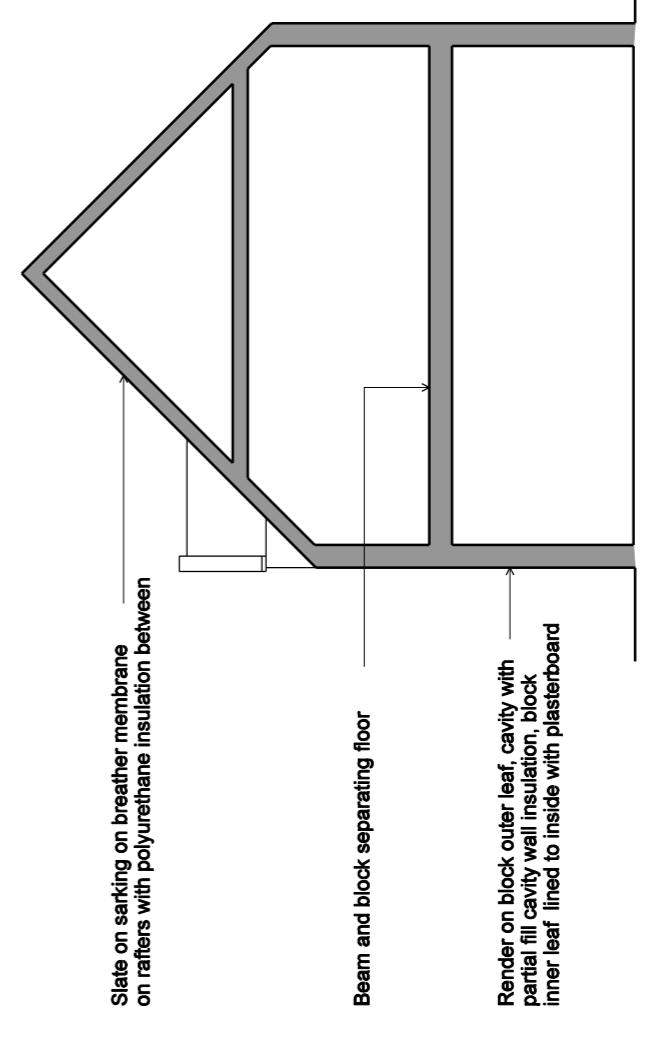 Slate on sarking on breather membrane
on rafters with polyurethane insulation between
Beam and block separating floor
Render on block outer leaf, cavity with
partial fill cavity wall insulation, block
inner leaf lined to inside with plasterboard